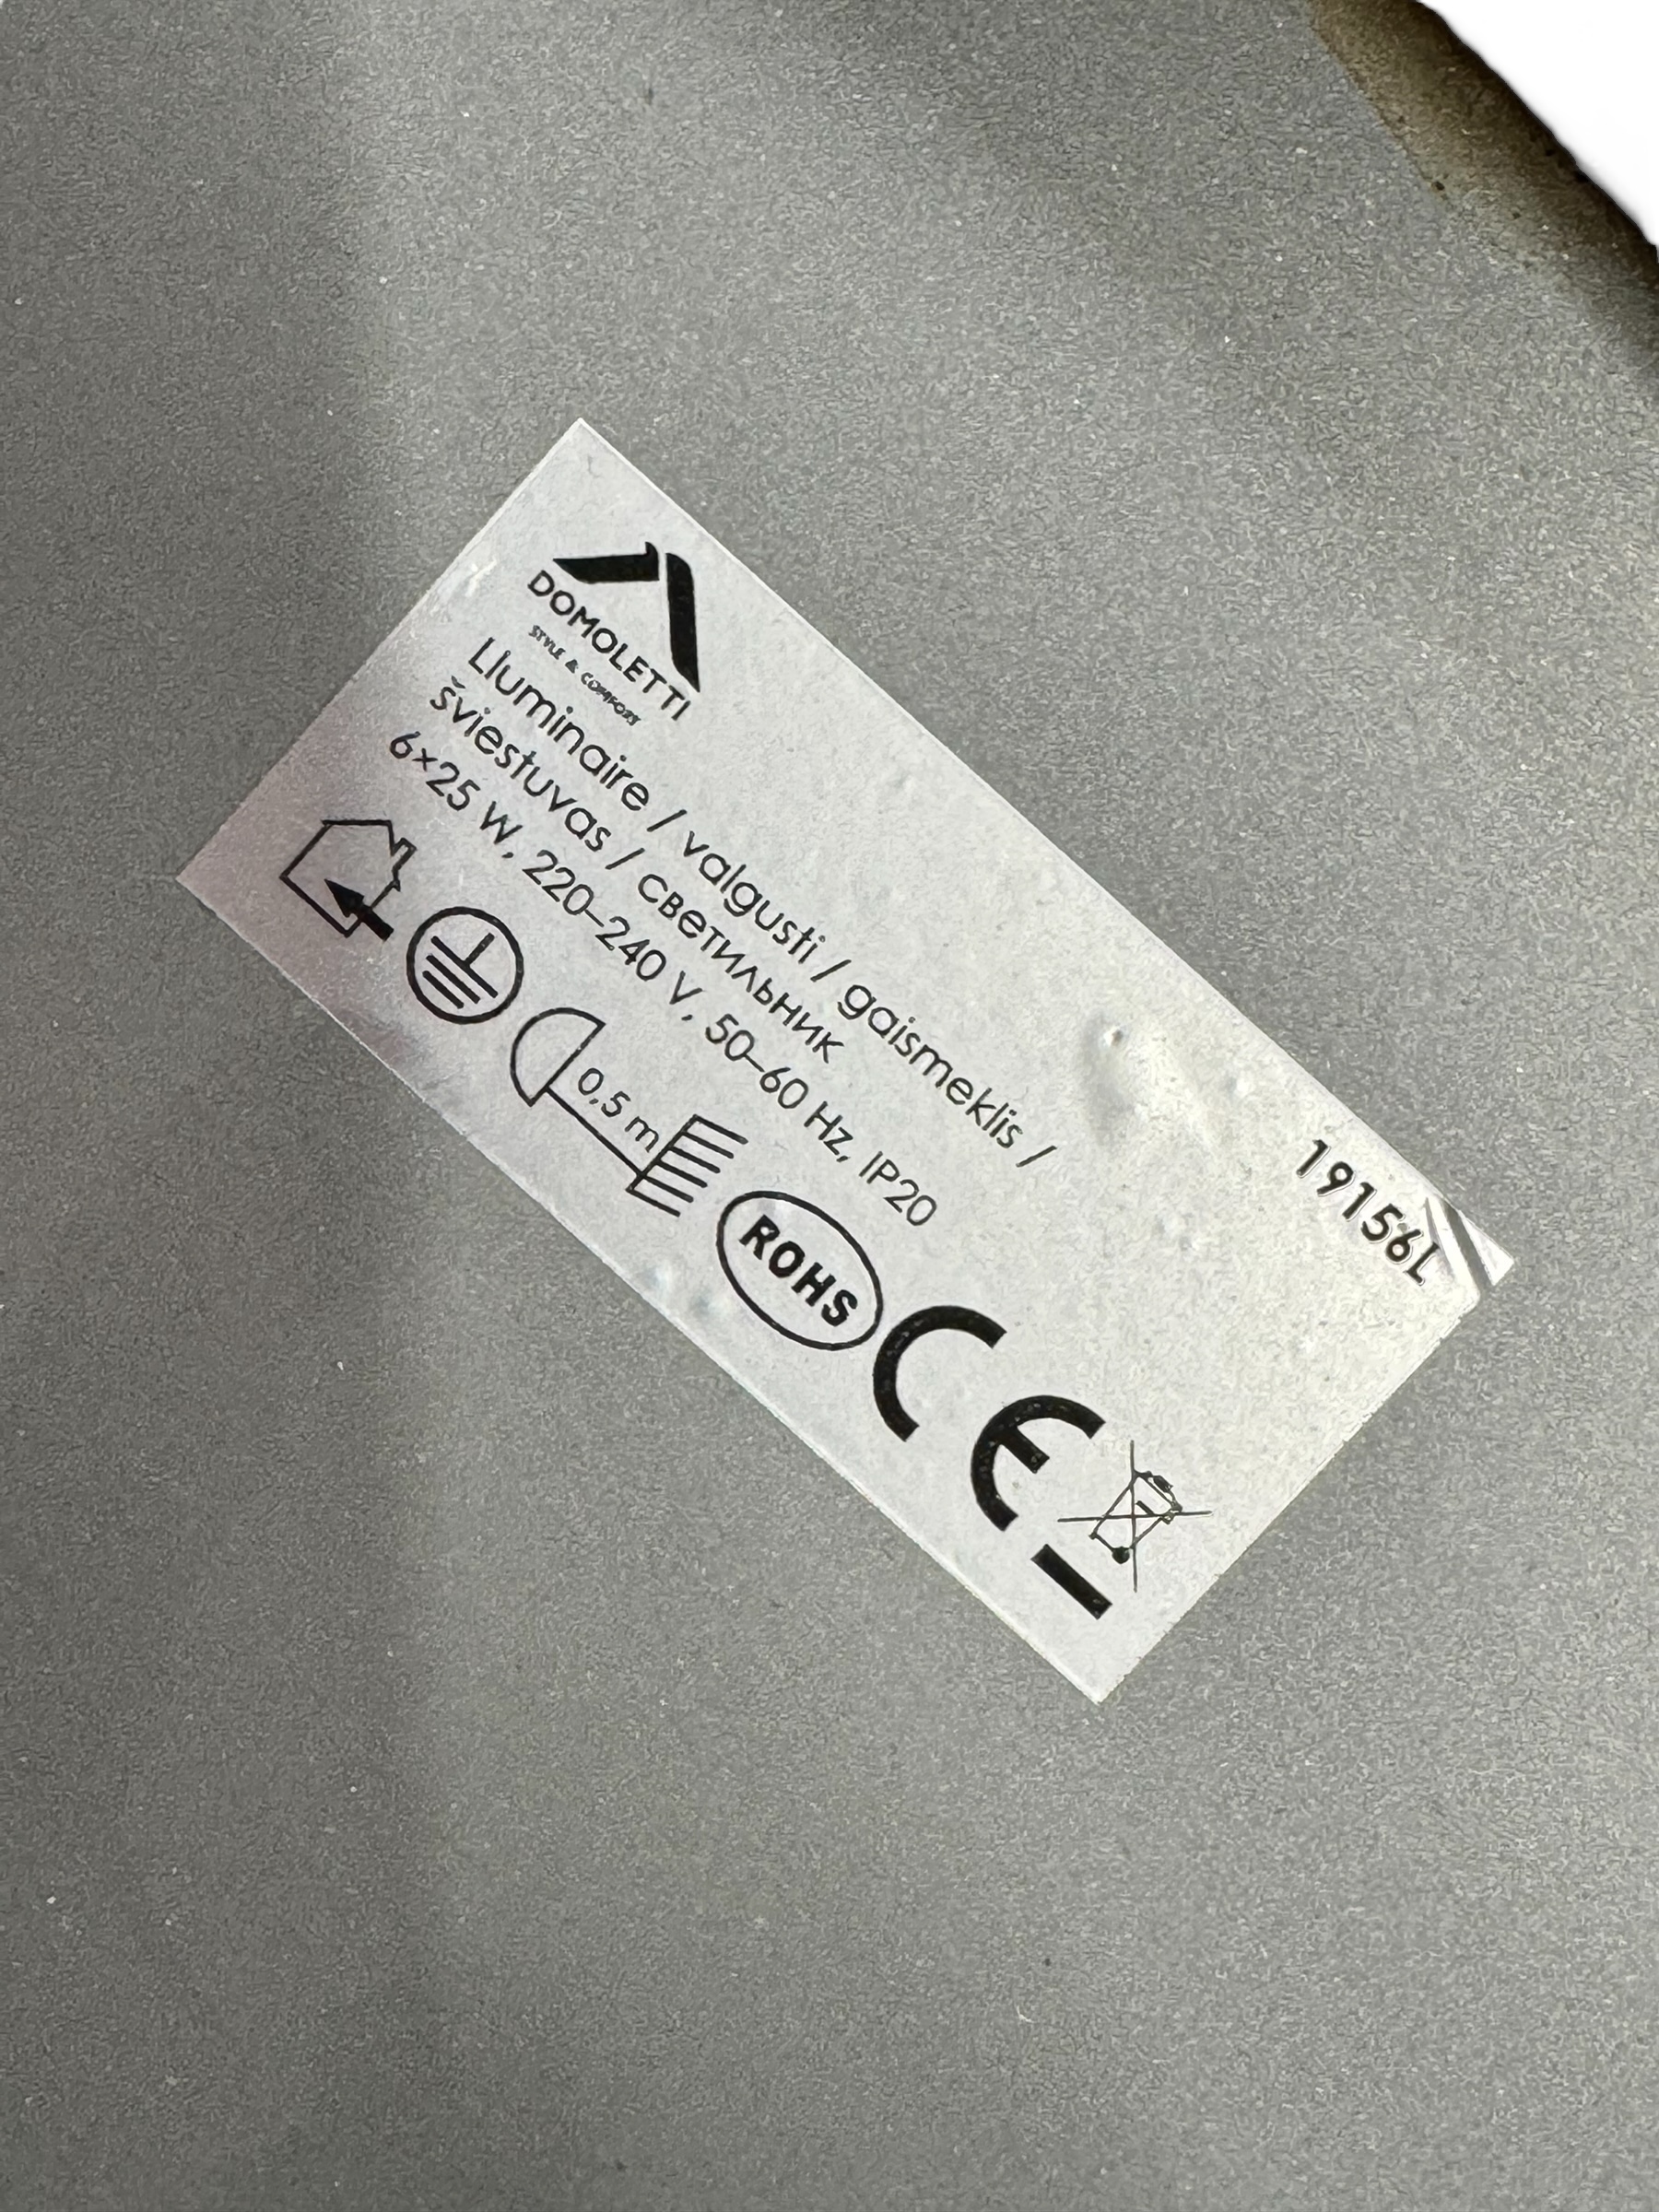 DOMOLETTI
STYLE & COMFORT
19156L
Lluminaire / valgusti / gaismeklis /
šviestuvas / светильник
6×25 W, 220–240 V, 50–60 Hz, IP20
0,5 m
ROHS
CE